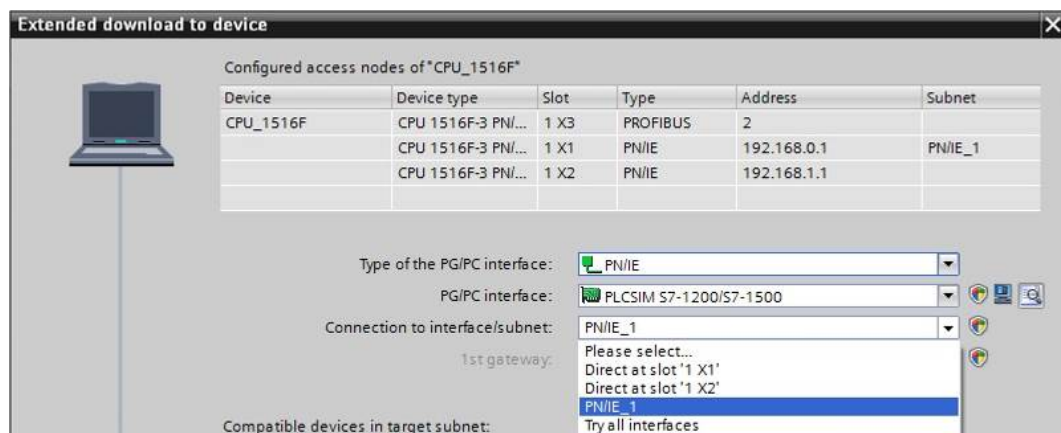 Extended download to device
Configured access nodes of "CPU_1516F"
Device Device type Slot Type Address Subnet
CPU_1516F CPU 1516F-3 PN/... 1 X3 PROFIBUS 2
CPU 1516F-3 PN/... 1 X1 PN/IE 192.168.0.1 PN/IE_1
CPU 1516F-3 PN/... 1 X2 PN/IE 192.168.1.1
Type of the PG/PC interface: PN/IE
PG/PC interface: PLCSIM S7-1200/S7-1500
Connection to interface/subnet: PN/IE_1
1st gateway: Please select...
Direct at slot '1 X1'
Direct at slot '1 X2'
PN/IE_1
Compatible devices in target subnet: Try all interfaces